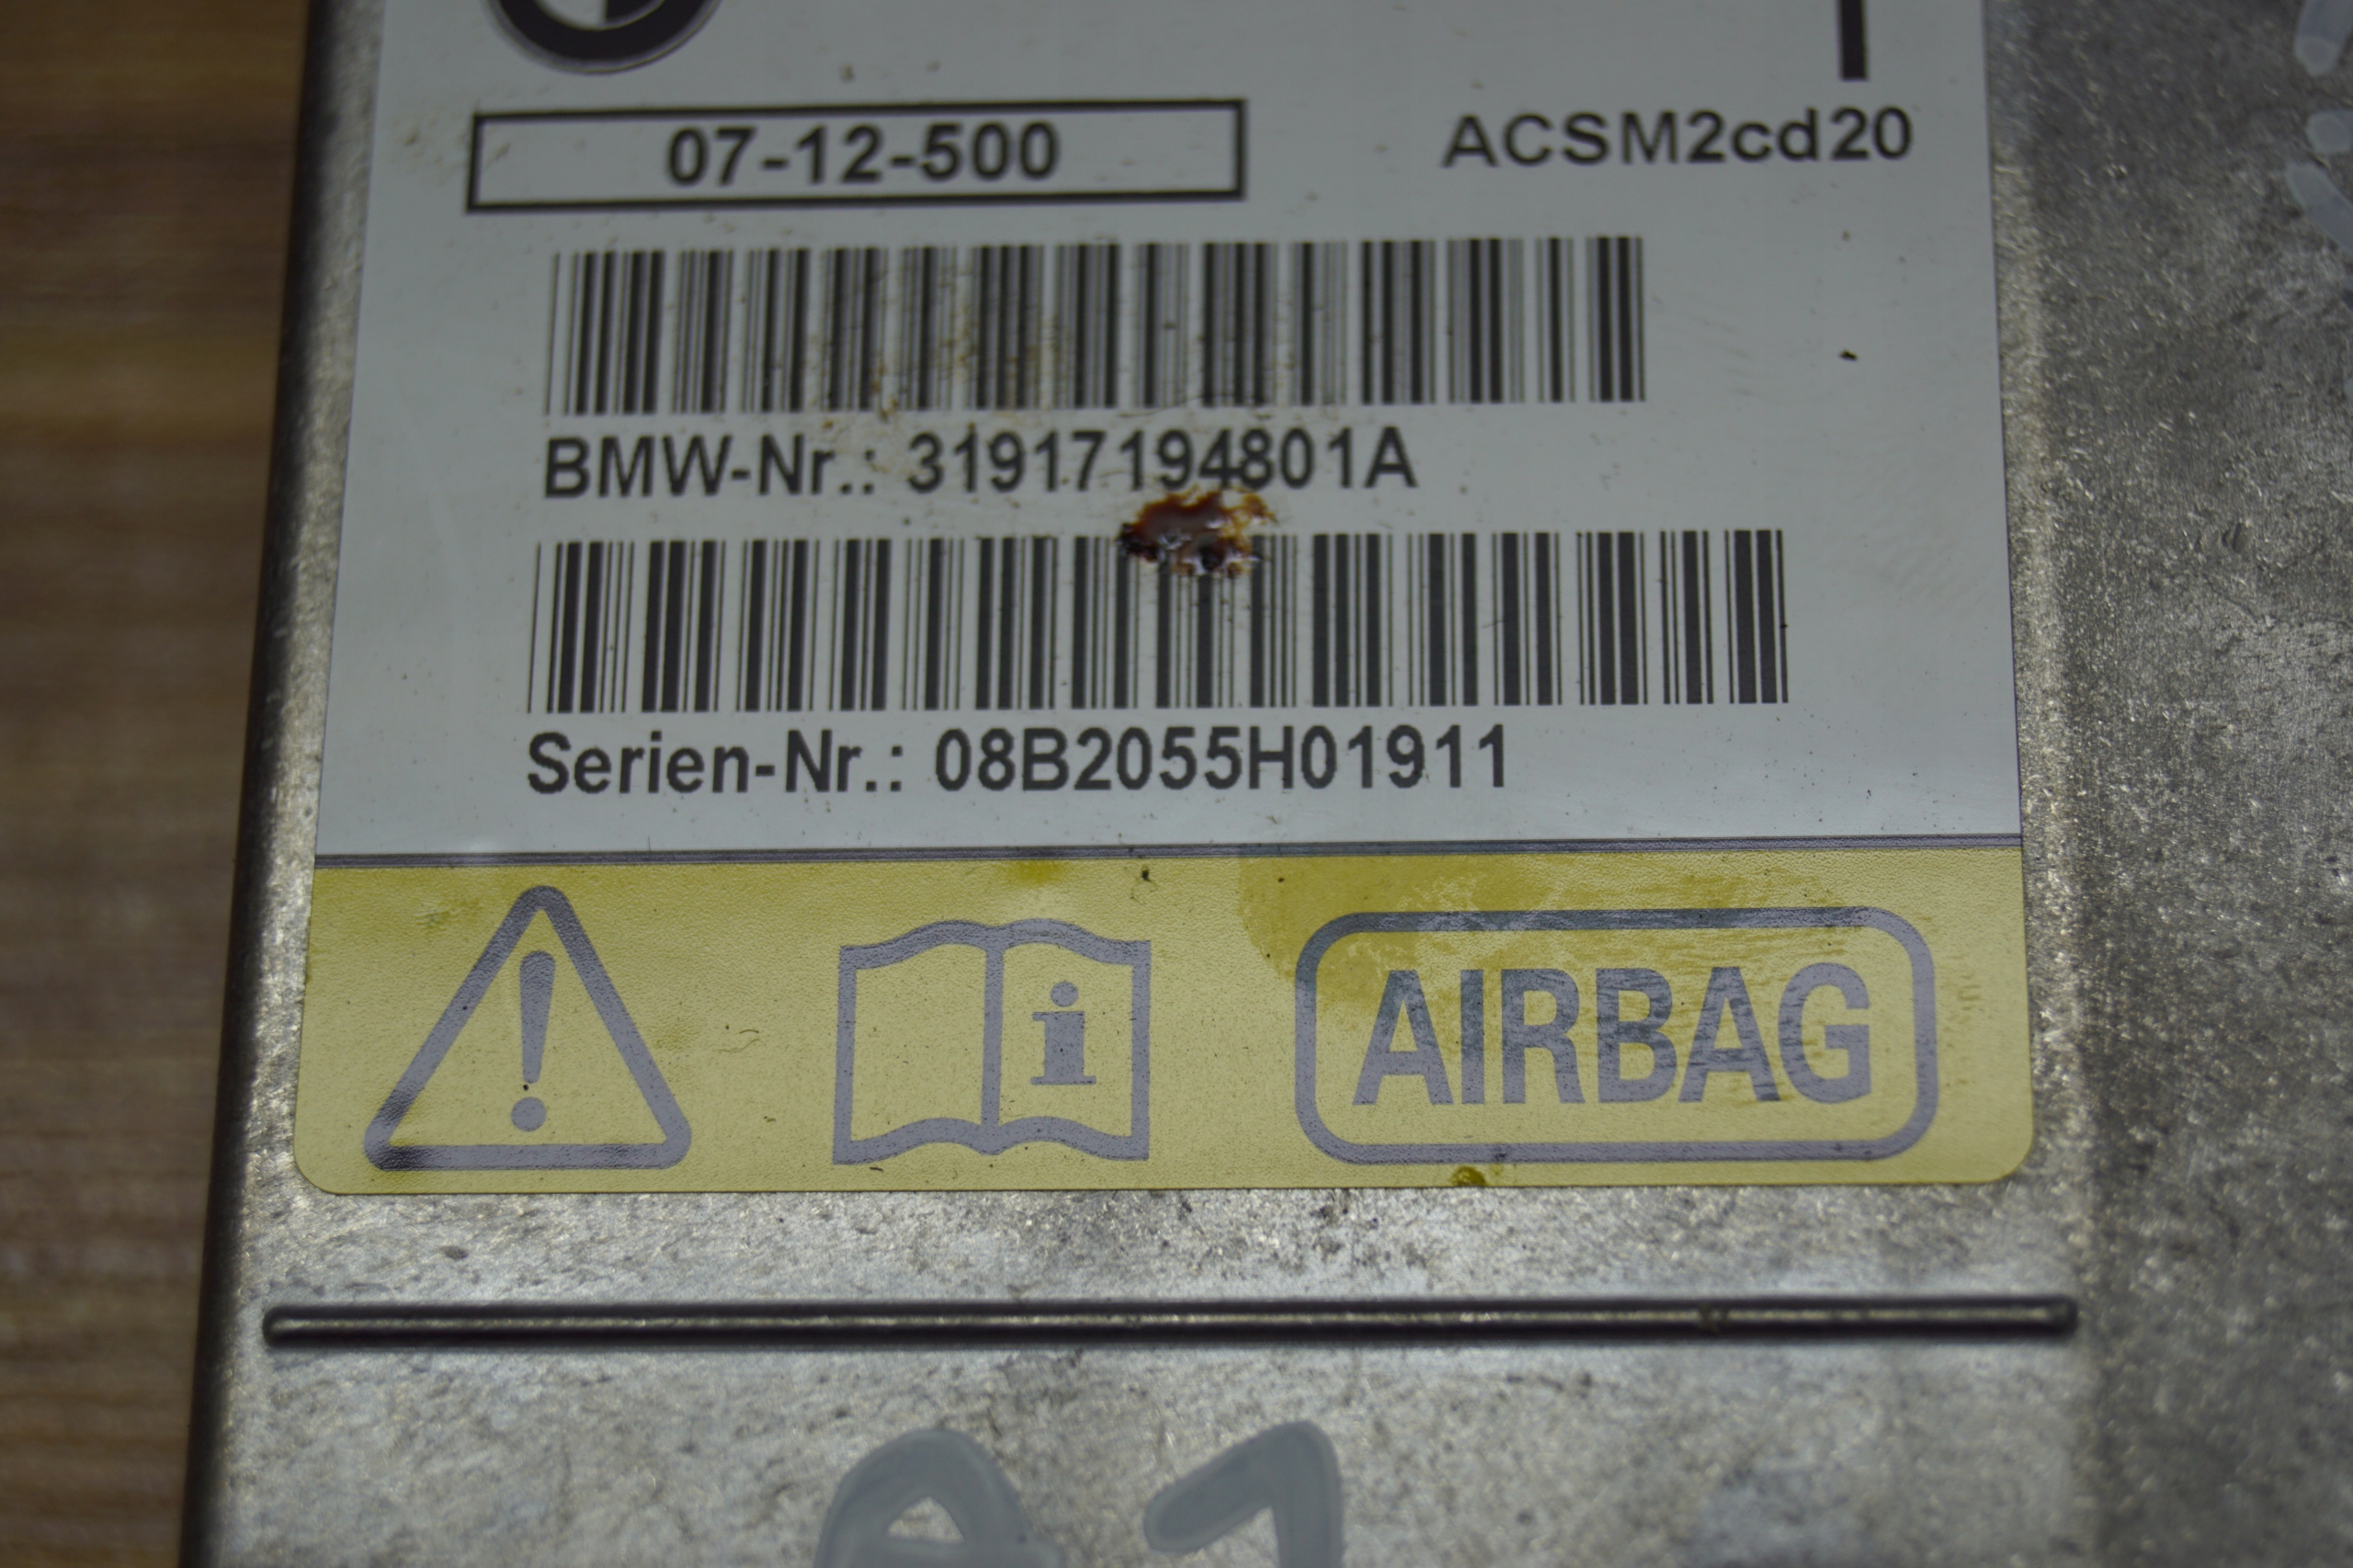 07-12-500
ACSM2cd20
BMW-Nr.: 31917194801A
Serien-Nr.: 08B2055H01911
AIRBAG